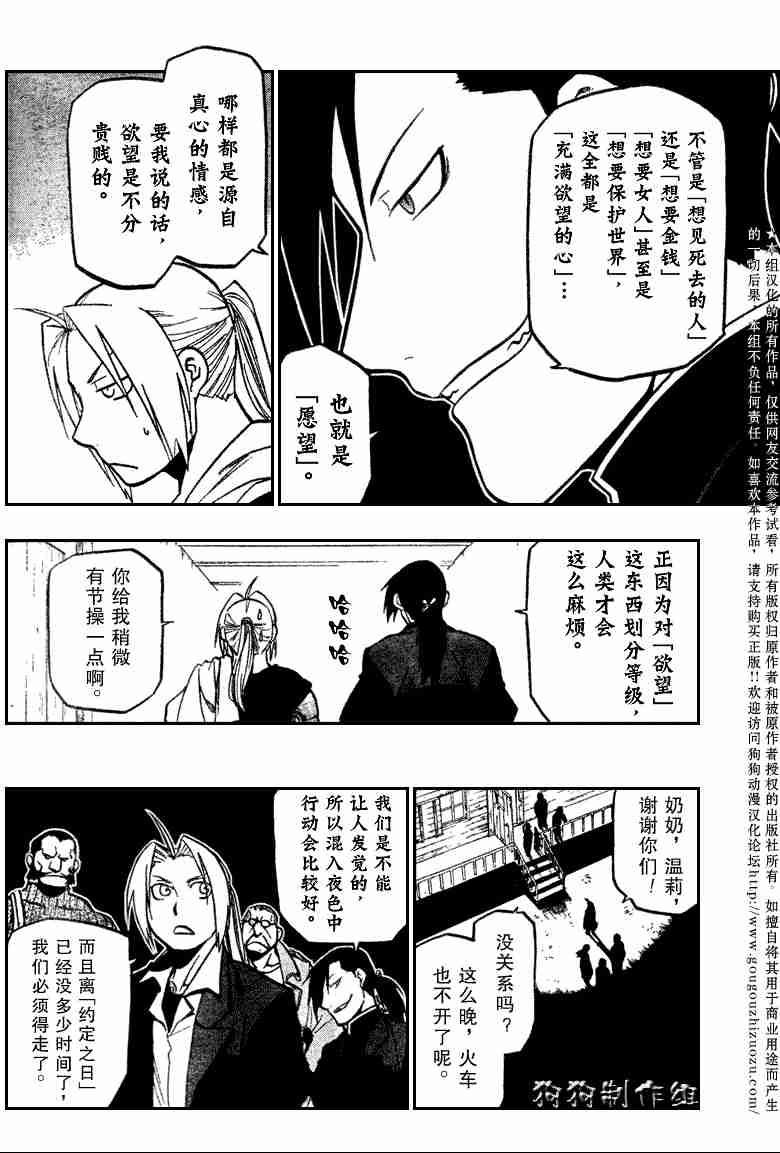 不管是「想见死去的人」
还是「想要金钱」
「想要女人」甚至是
「想要保护世界」，
这全都是
「充满欲望的心」…
也就是
「愿望」。
哪样都是源自
真心的情感，
要我说的话，
欲望是不分
贵贱的。
正因为对「欲望」
这东西划分等级，
人类才会
这么麻烦。
哈哈哈
哈哈哈
你给我稍微
有节操一点啊。
奶奶，温莉，
谢谢你们！
没关系吗？
这么晚，火车
也不开了呢。
我们是不能
让人发觉的，
所以混入夜色中
行动会比较好。
而且离「约定之日」
已经没多少时间了，
我们必须得走了。
狗狗制作组
★本组汉化的所有作品，仅供网友交流参考试看，所有版权归原作者和被原作者授权的出版社所有。如擅自将其用于商业用途而产生
的一切后果，本组不负任何责任。如喜欢本作品，请支持购买正版!!欢迎访问狗狗动漫汉化论坛http://www.gougouzhizuozu.com/